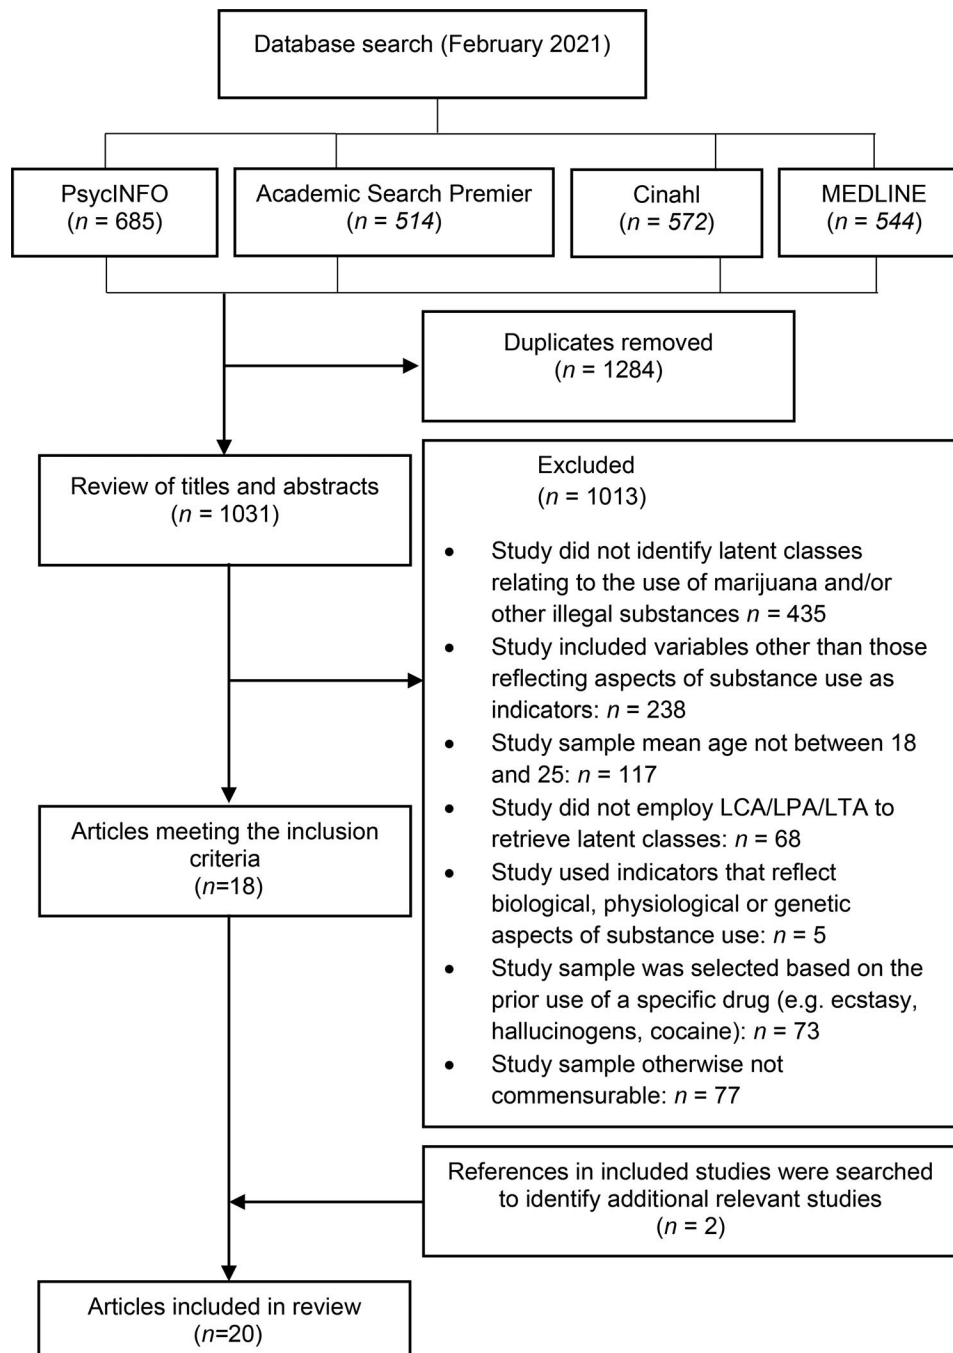 Database search (February 2021)
PsycINFO
(n = 685)
Academic Search Premier
(n = 514)
Cinahl
(n = 572)
MEDLINE
(n = 544)
Duplicates removed
(n = 1284)
Review of titles and abstracts
(n = 1031)
Excluded
(n = 1013)
• Study did not identify latent classes
relating to the use of marijuana and/or
other illegal substances n = 435
• Study included variables other than those
reflecting aspects of substance use as
indicators: n = 238
• Study sample mean age not between 18
and 25: n = 117
• Study did not employ LCA/LPA/LTA to
retrieve latent classes: n = 68
• Study used indicators that reflect
biological, physiological or genetic
aspects of substance use: n = 5
• Study sample was selected based on the
prior use of a specific drug (e.g. ecstasy,
hallucinogens, cocaine): n = 73
• Study sample otherwise not
commensurable: n = 77
Articles meeting the inclusion
criteria
(n=18)
References in included studies were searched
to identify additional relevant studies
(n = 2)
Articles included in review
(n=20)